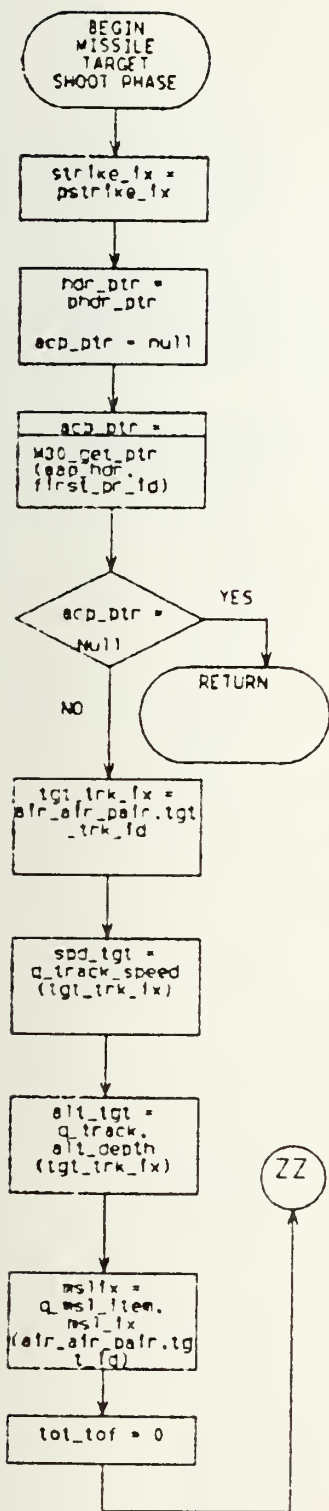 BEGIN
MISSILE
TARGET
SHOOT PHASE
strike_ix =
pstrike_ix
hdr_ptr =
phdr_ptr
acp_ptr = null
acp_ptr =
M30_get_ptr
(aap_hdr.
first_pr_id)
acp_ptr =
Null
YES
RETURN
NO
tgt_trk_ix =
air_air_pair.tgt
_trk_id
spd_tgt =
q_track_speed
(tgt_trk_ix)
alt_tgt =
q_track.
alt_depth
(tgt_trk_ix)
mslix =
q_msl_item.
msl_ix
(air_air_pair.tg
t_id)
tot_tof = 0
ZZ